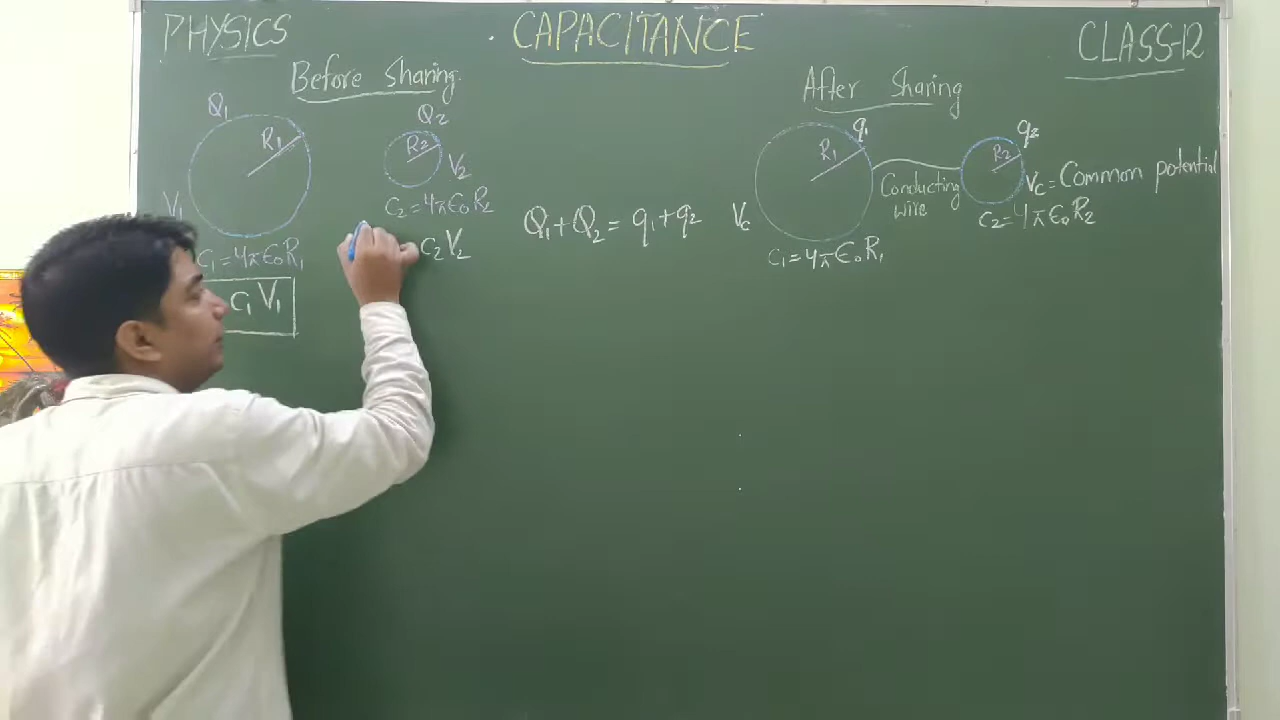 PHYSICS
CAPACITANCE
CLASS-12
Before Sharing
Q₁
R₁
V₁
C₁=4πϵ₀R₁
C₁V₁
Q₂
R₂
V₂
C₂=4πϵ₀R₂
C₂V₂
Q₁+Q₂=q₁+q₂
After Sharing
q₁
R₁
Vc
C₁=4πϵ₀R₁
Conducting
wire
q₂
R₂
Vc=Common potential
C₂=4πϵ₀R₂